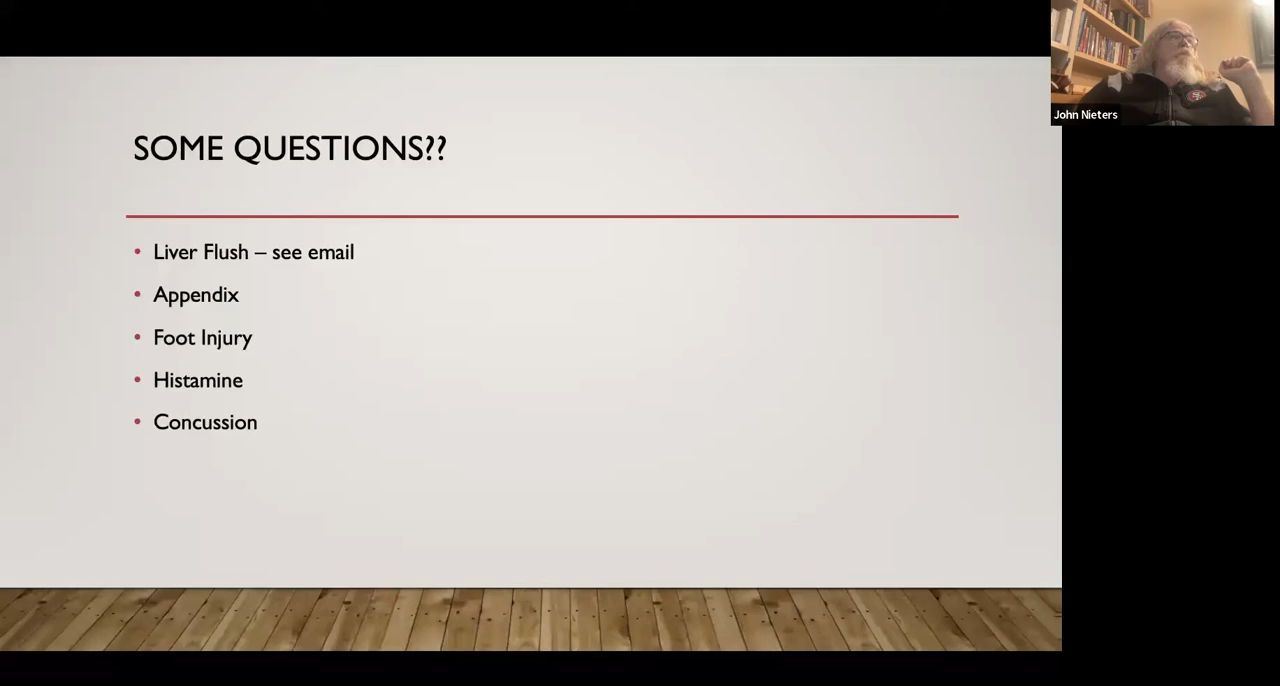 SOME QUESTIONS??
Liver Flush – see email
Appendix
Foot Injury
Histamine
Concussion
John Nieters